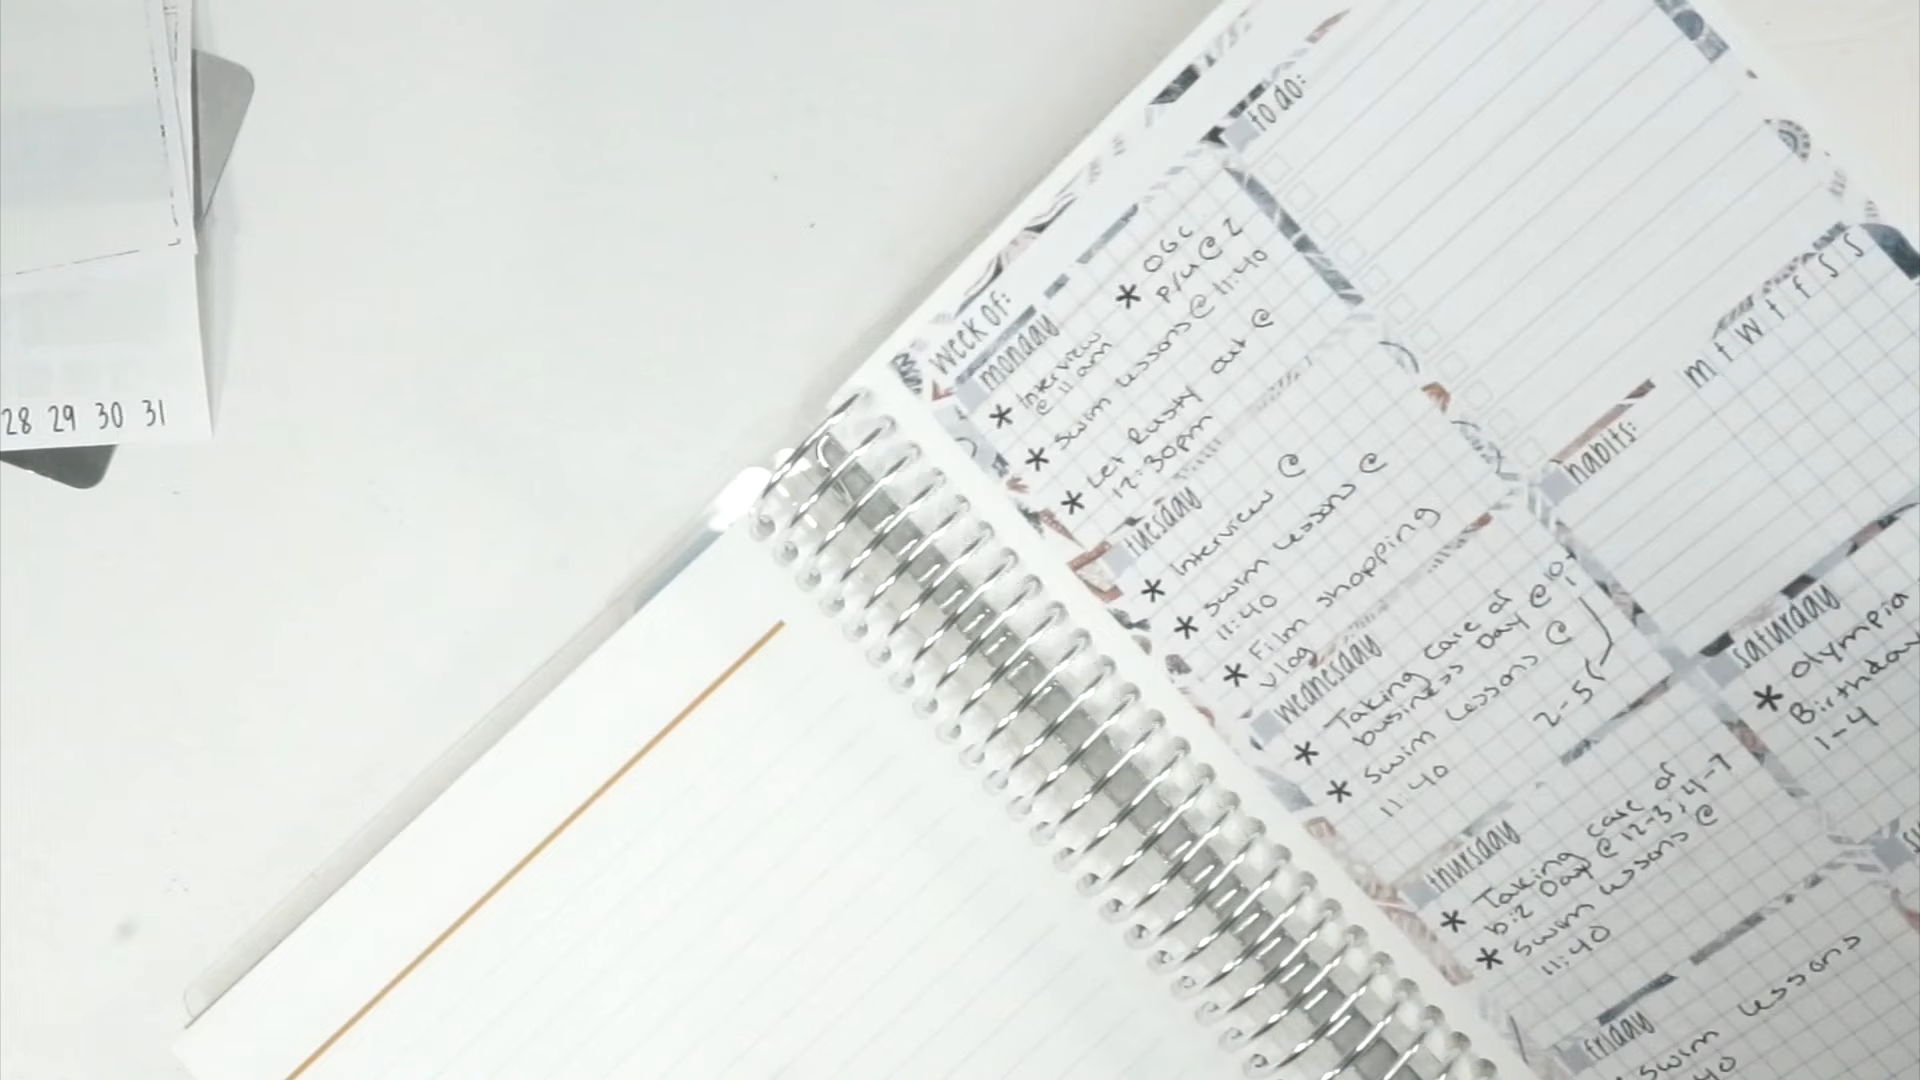 28 29 30 31
to do:
week of:
monday
* Interview
@ 11am
* OGC
P/U @ 2
* Swim Lessons @ 11:40
* Let Rusty out @
12:30pm
tuesday
* Interview @
* Swim Lessons @
11:40
* Film shopping
vlog
wednesday
* Taking care of
business Day @ 10,
2-5
* Swim Lessons @
11:40
thursday
* Taking care of
biz Day @ 12-3; 4-7
* Swim Lessons @
11:40
friday
Swim Lessons
habits:
m t w t f s s
saturday
* Olympia
Birthday
1-4